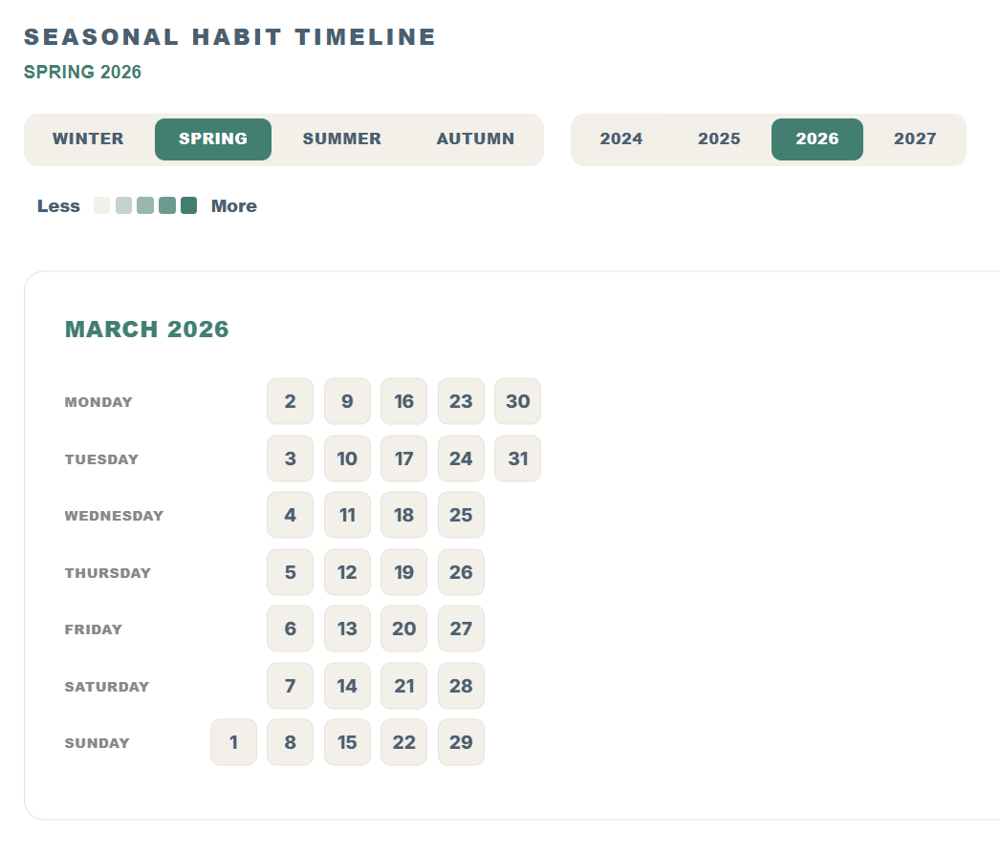 SEASONAL HABIT TIMELINE
SPRING 2026
WINTER SPRING SUMMER AUTUMN 2024 2025 2026 2027
Less More
MARCH 2026
MONDAY 2 9 16 23 30
TUESDAY 3 10 17 24 31
WEDNESDAY 4 11 18 25
THURSDAY 5 12 19 26
FRIDAY 6 13 20 27
SATURDAY 7 14 21 28
SUNDAY 1 8 15 22 29